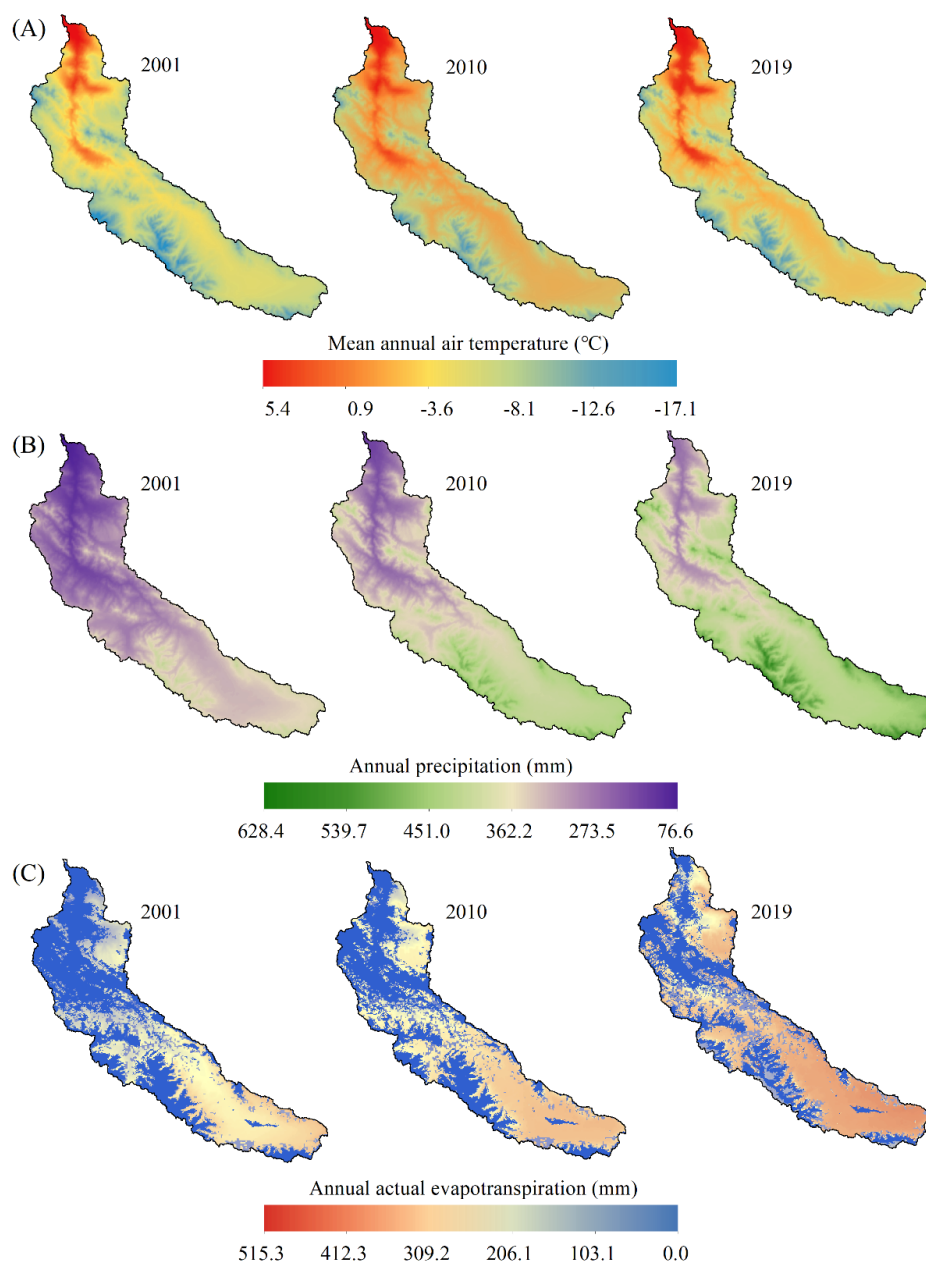 (A)
2001
2010
2019
Mean annual air temperature (℃)
5.4 0.9 -3.6 -8.1 -12.6 -17.1
(B)
2001
2010
2019
Annual precipitation (mm)
628.4 539.7 451.0 362.2 273.5 76.6
(C)
2001
2010
2019
Annual actual evapotranspiration (mm)
515.3 412.3 309.2 206.1 103.1 0.0